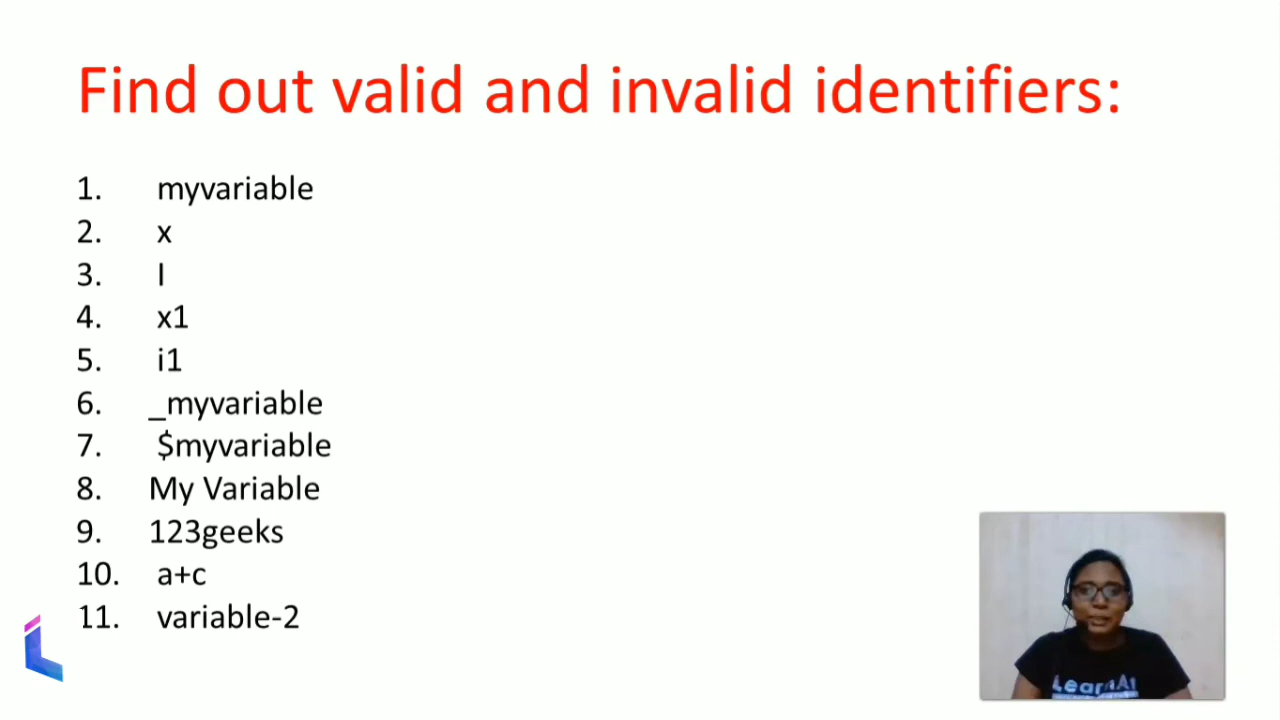 Find out valid and invalid identifiers:
1. myvariable
2. x
3. I
4. x1
5. i1
6. _myvariable
7. $myvariable
8. My Variable
9. 123geeks
10. a+c
11. variable-2